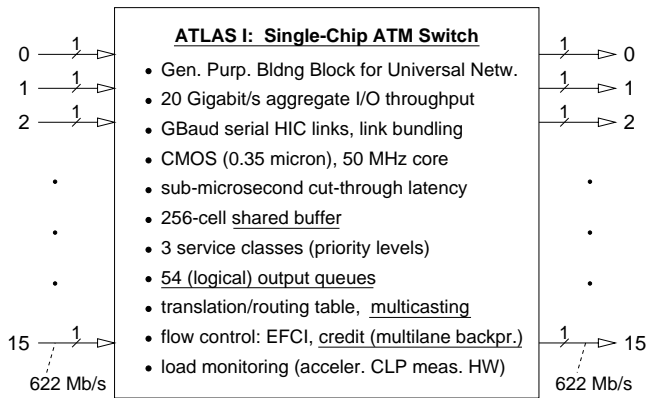 ATLAS I: Single-Chip ATM Switch
0 1 1 0
• Gen. Purp. Bldng Block for Universal Netw.
1 1 1 1
• 20 Gigabit/s aggregate I/O throughput
2 1 1 2
• GBaud serial HIC links, link bundling
• CMOS (0.35 micron), 50 MHz core
• sub-microsecond cut-through latency
• 256-cell shared buffer
• 3 service classes (priority levels)
• 54 (logical) output queues
• translation/routing table, multicasting
15 1 1 15
• flow control: EFCI, credit (multilane backpr.)
• load monitoring (acceler. CLP meas. HW)
622 Mb/s 622 Mb/s